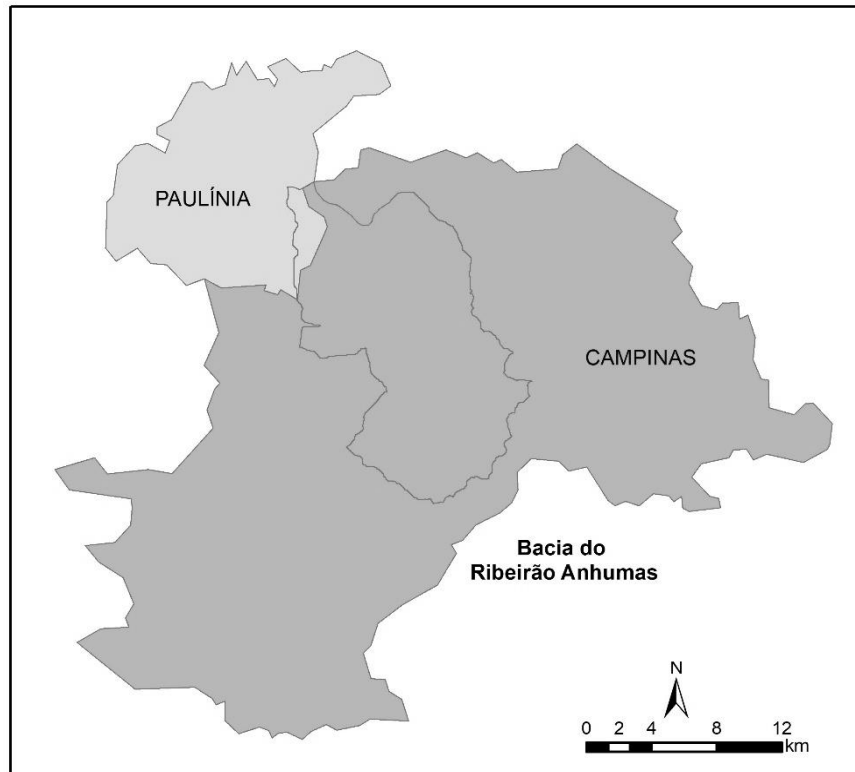 PAULÍNIA
CAMPINAS
Bacia do
Ribeirão Anhumas
N
0 2 4 8 12
km